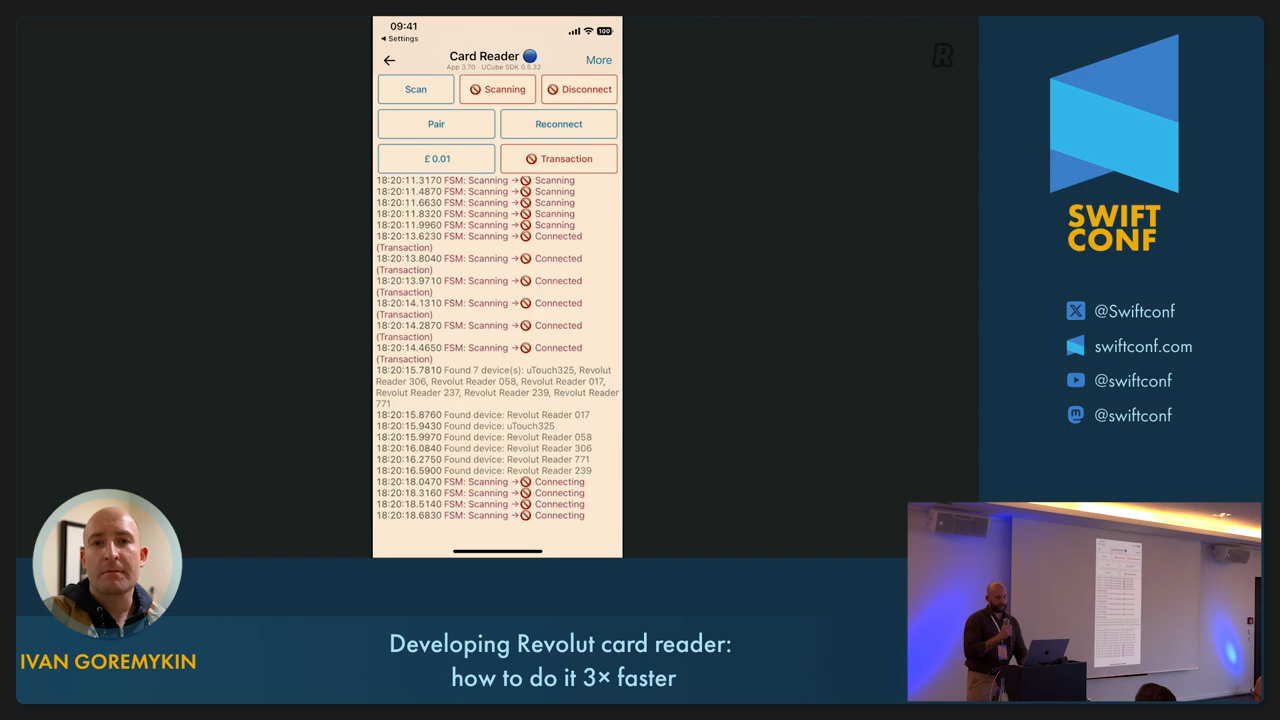 09:41
100
◂ Settings
←
Card Reader 🔵
More
App 3.70 - UCube SDK 0.5.32
Scan
🚫 Scanning
🚫 Disconnect
Pair
Reconnect
£ 0.01
🚫 Transaction
18:20:11.3170 FSM: Scanning →🚫 Scanning
18:20:11.4870 FSM: Scanning →🚫 Scanning
18:20:11.6630 FSM: Scanning →🚫 Scanning
18:20:11.8320 FSM: Scanning →🚫 Scanning
18:20:11.9960 FSM: Scanning →🚫 Scanning
18:20:13.6230 FSM: Scanning →🚫 Connected
(Transaction)
18:20:13.8040 FSM: Scanning →🚫 Connected
(Transaction)
18:20:13.9710 FSM: Scanning →🚫 Connected
(Transaction)
18:20:14.1310 FSM: Scanning →🚫 Connected
(Transaction)
18:20:14.2870 FSM: Scanning →🚫 Connected
(Transaction)
18:20:14.4650 FSM: Scanning →🚫 Connected
(Transaction)
18:20:15.7810 Found 7 device(s): uTouch325, Revolut
Reader 306, Revolut Reader 058, Revolut Reader 017,
Revolut Reader 237, Revolut Reader 239, Revolut Reader
771
18:20:15.8760 Found device: Revolut Reader 017
18:20:15.9430 Found device: uTouch325
18:20:15.9970 Found device: Revolut Reader 058
18:20:16.0840 Found device: Revolut Reader 306
18:20:16.2750 Found device: Revolut Reader 771
18:20:16.5900 Found device: Revolut Reader 239
18:20:18.0470 FSM: Scanning →🚫 Connecting
18:20:18.3160 FSM: Scanning →🚫 Connecting
18:20:18.5140 FSM: Scanning →🚫 Connecting
18:20:18.6830 FSM: Scanning →🚫 Connecting
R
SWIFT
CONF
@Swiftconf
swiftconf.com
@swiftconf
@swiftconf
IVAN GOREMYKIN
Developing Revolut card reader:
how to do it 3× faster